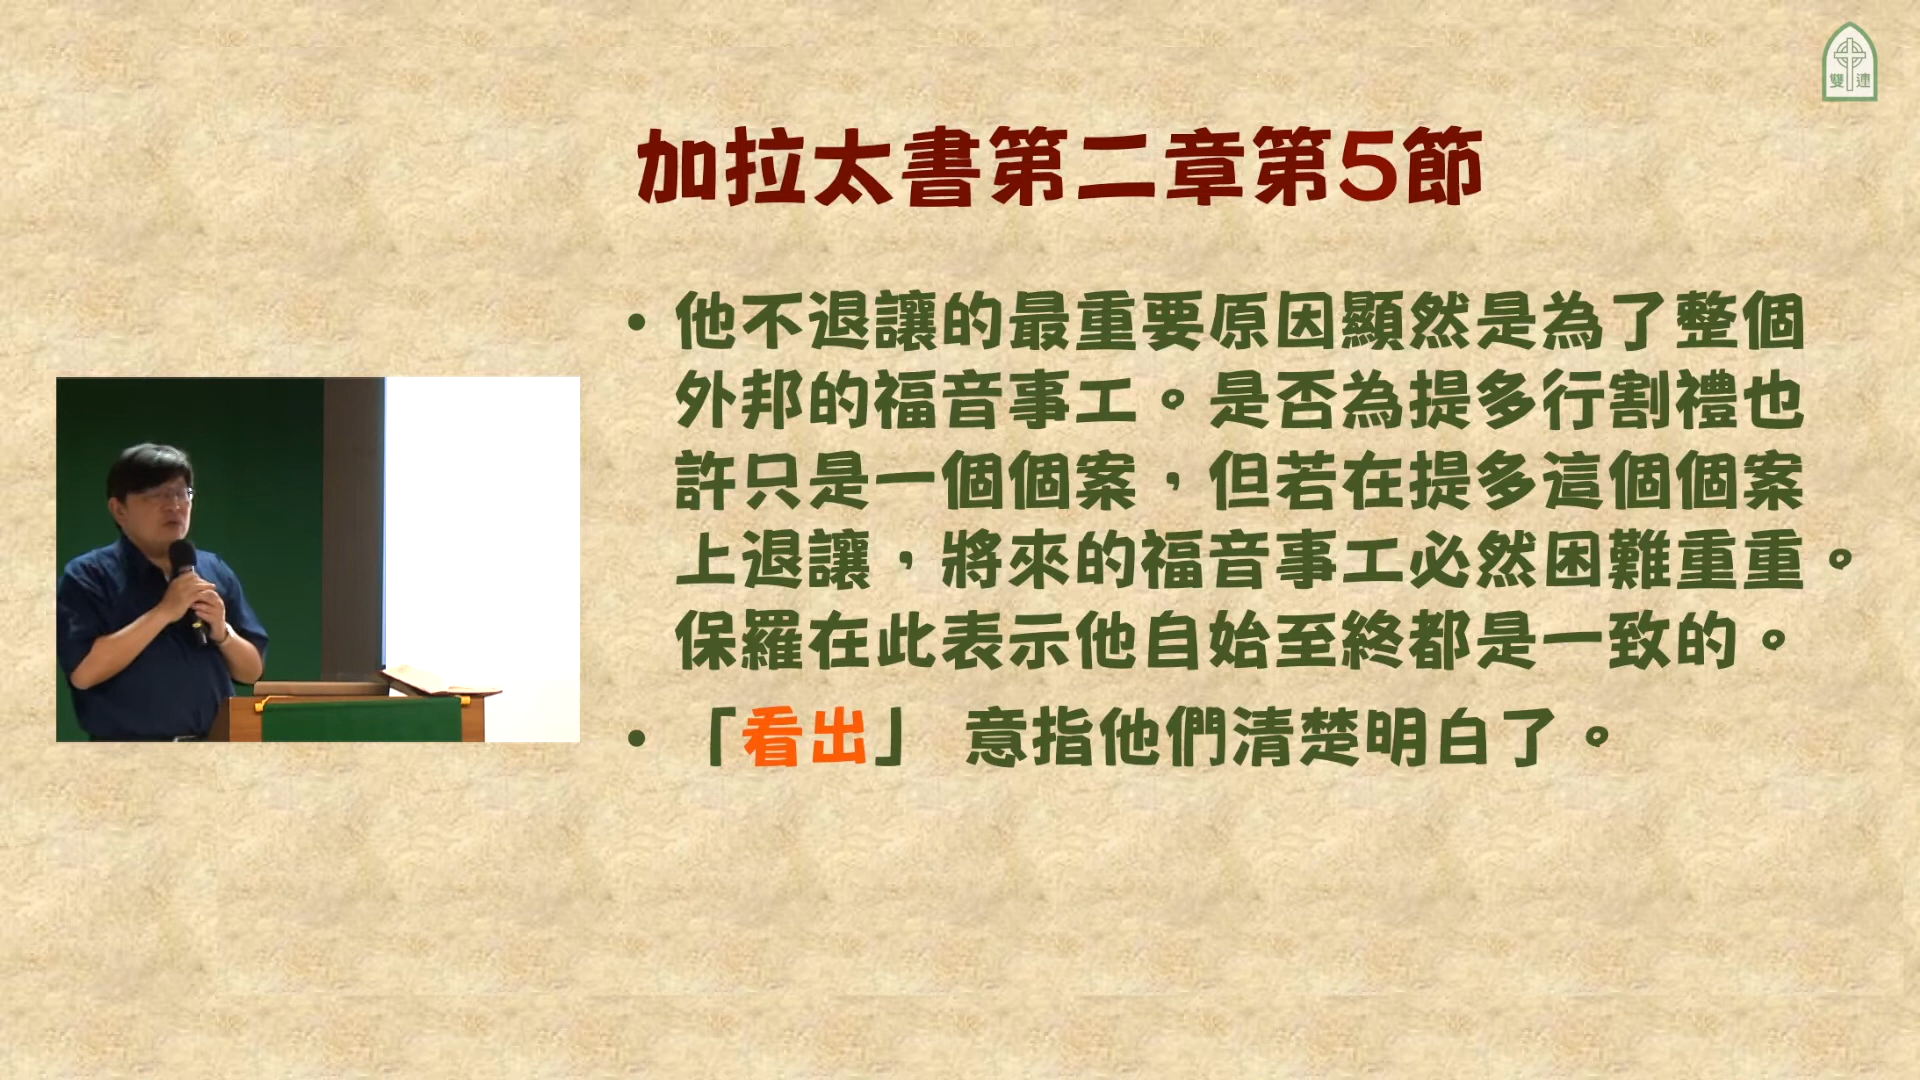 雙連
加拉太書第二章第5節
• 他不退讓的最重要原因顯然是為了整個
外邦的福音事工。是否為提多行割禮也
許只是一個個案，但若在提多這個個案
上退讓，將來的福音事工必然困難重重。
保羅在此表示他自始至終都是一致的。
• 「看出」 意指他們清楚明白了。